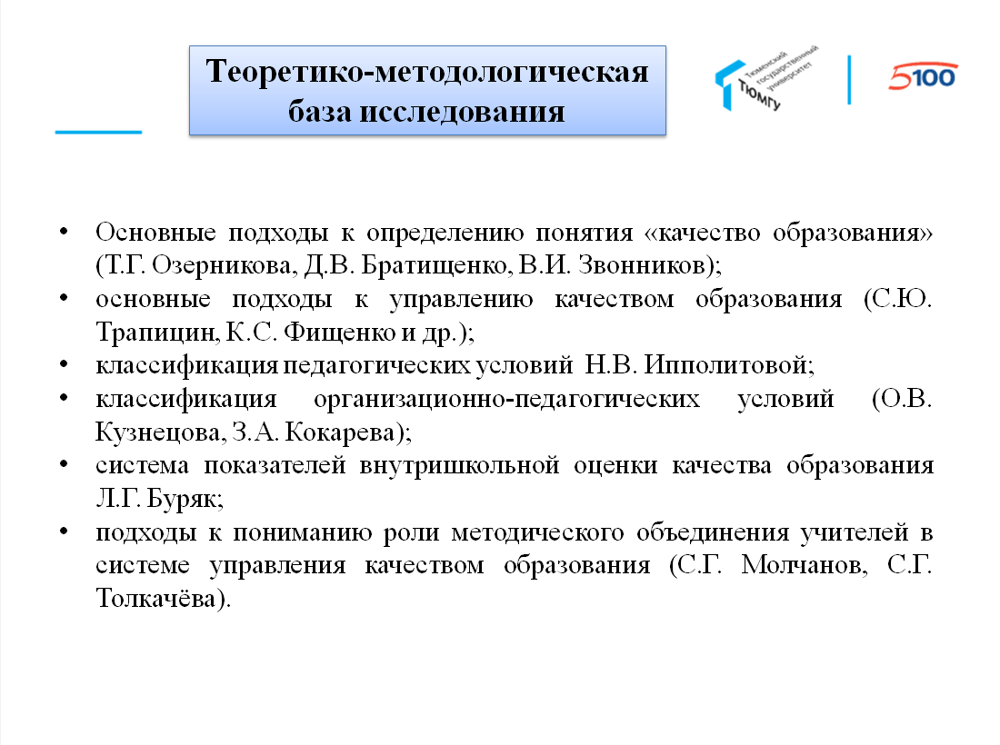 Теоретико-методологическая
база исследования
Тюменский
государственный
университет
ТЮМГУ
5100
• Основные подходы к определению понятия «качество образования»
(Т.Г. Озерникова, Д.В. Братищенко, В.И. Звонников);
• основные подходы к управлению качеством образования (С.Ю.
Трапицин, К.С. Фищенко и др.);
• классификация педагогических условий Н.В. Ипполитовой;
• классификация организационно-педагогических условий (О.В.
Кузнецова, З.А. Кокарева);
• система показателей внутришкольной оценки качества образования
Л.Г. Буряк;
• подходы к пониманию роли методического объединения учителей в
системе управления качеством образования (С.Г. Молчанов, С.Г.
Толкачёва).